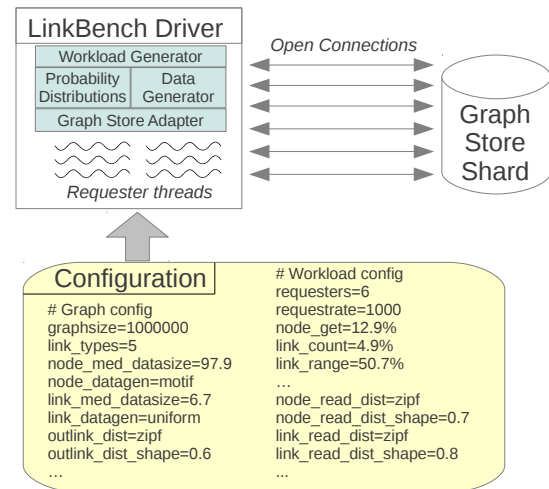 LinkBench Driver
Workload Generator
Probability
Distributions
Data
Generator
Graph Store Adapter
Requester threads
Open Connections
Graph
Store
Shard
Configuration
# Graph config
graphsize=1000000
link_types=5
node_med_datasize=97.9
node_datagen=motif
link_med_datasize=6.7
link_datagen=uniform
outlink_dist=zipf
outlink_dist_shape=0.6
…
# Workload config
requesters=6
requestrate=1000
node_get=12.9%
link_count=4.9%
link_range=50.7%
…
node_read_dist=zipf
node_read_dist_shape=0.7
link_read_dist=zipf
link_read_dist_shape=0.8
...